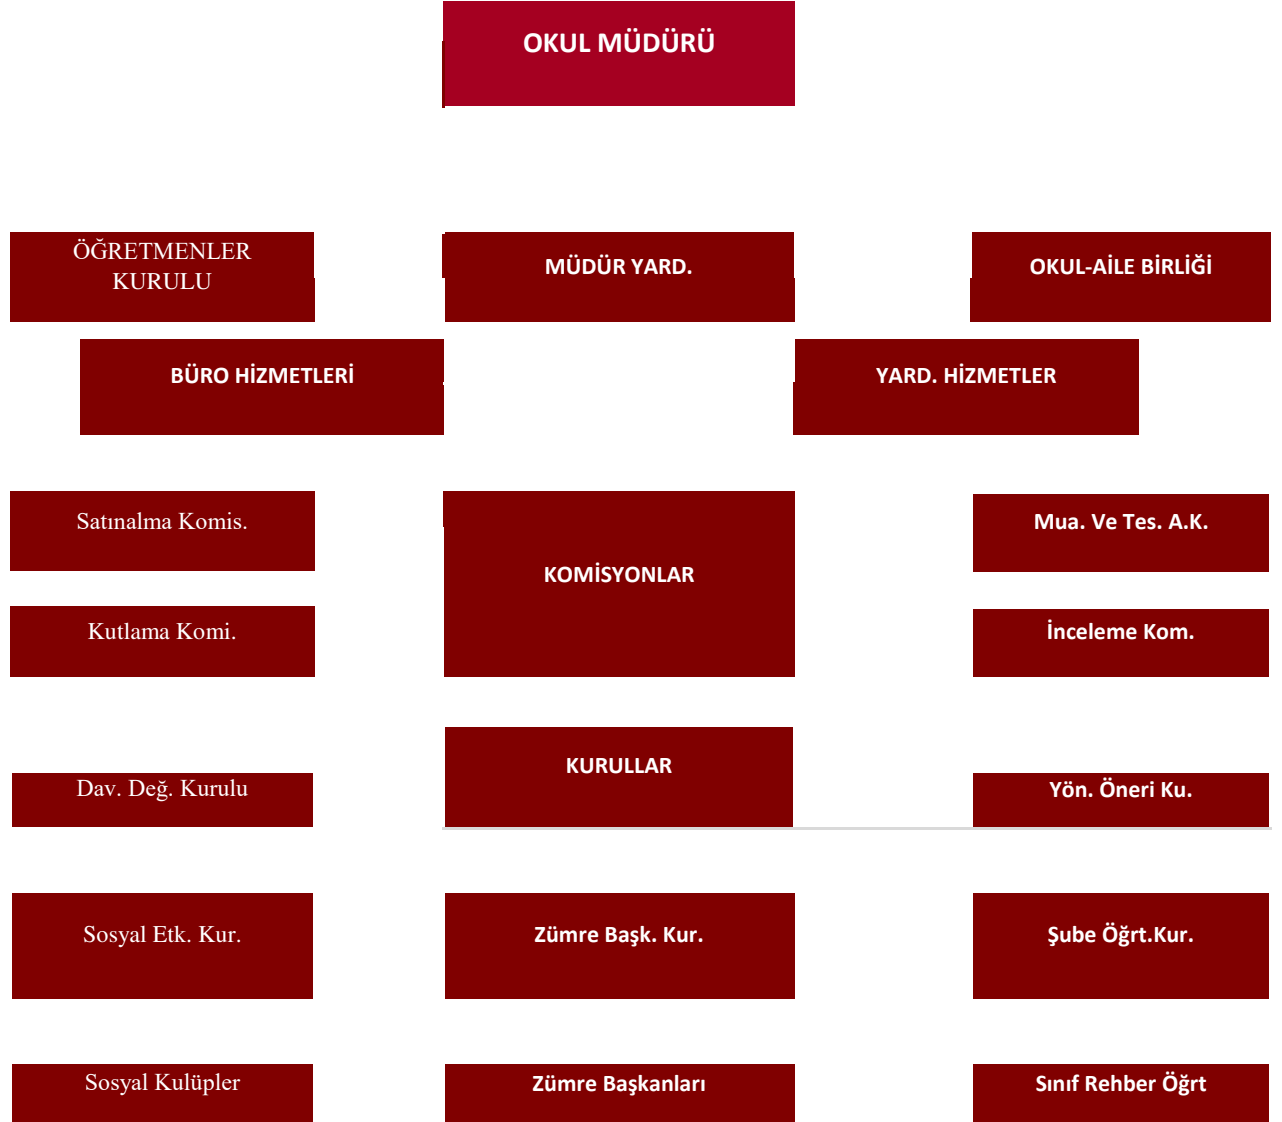 OKUL MÜDÜRÜ
ÖĞRETMENLER
KURULU
MÜDÜR YARD.
OKUL-AİLE BİRLİĞİ
BÜRO HİZMETLERİ
YARD. HİZMETLER
Satınalma Komis.
KOMİSYONLAR
Mua. Ve Tes. A.K.
Kutlama Komi.
İnceleme Kom.
KURULLAR
Dav. Değ. Kurulu
Yön. Öneri Ku.
Sosyal Etk. Kur.
Zümre Başk. Kur.
Şube Öğrt.Kur.
Sosyal Kulüpler
Zümre Başkanları
Sınıf Rehber Öğrt